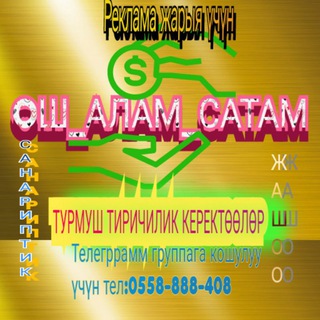 Реклама жарыя үчүн
ОШ_АЛАМ_САТАМ
САНАРИПТИК
ЖААШОО
ТУРМУШ ТИРИЧИЛИК КЕРЕКТӨӨЛӨР
Телегррамм группага кошулуу
үчүн тел:0558-888-408